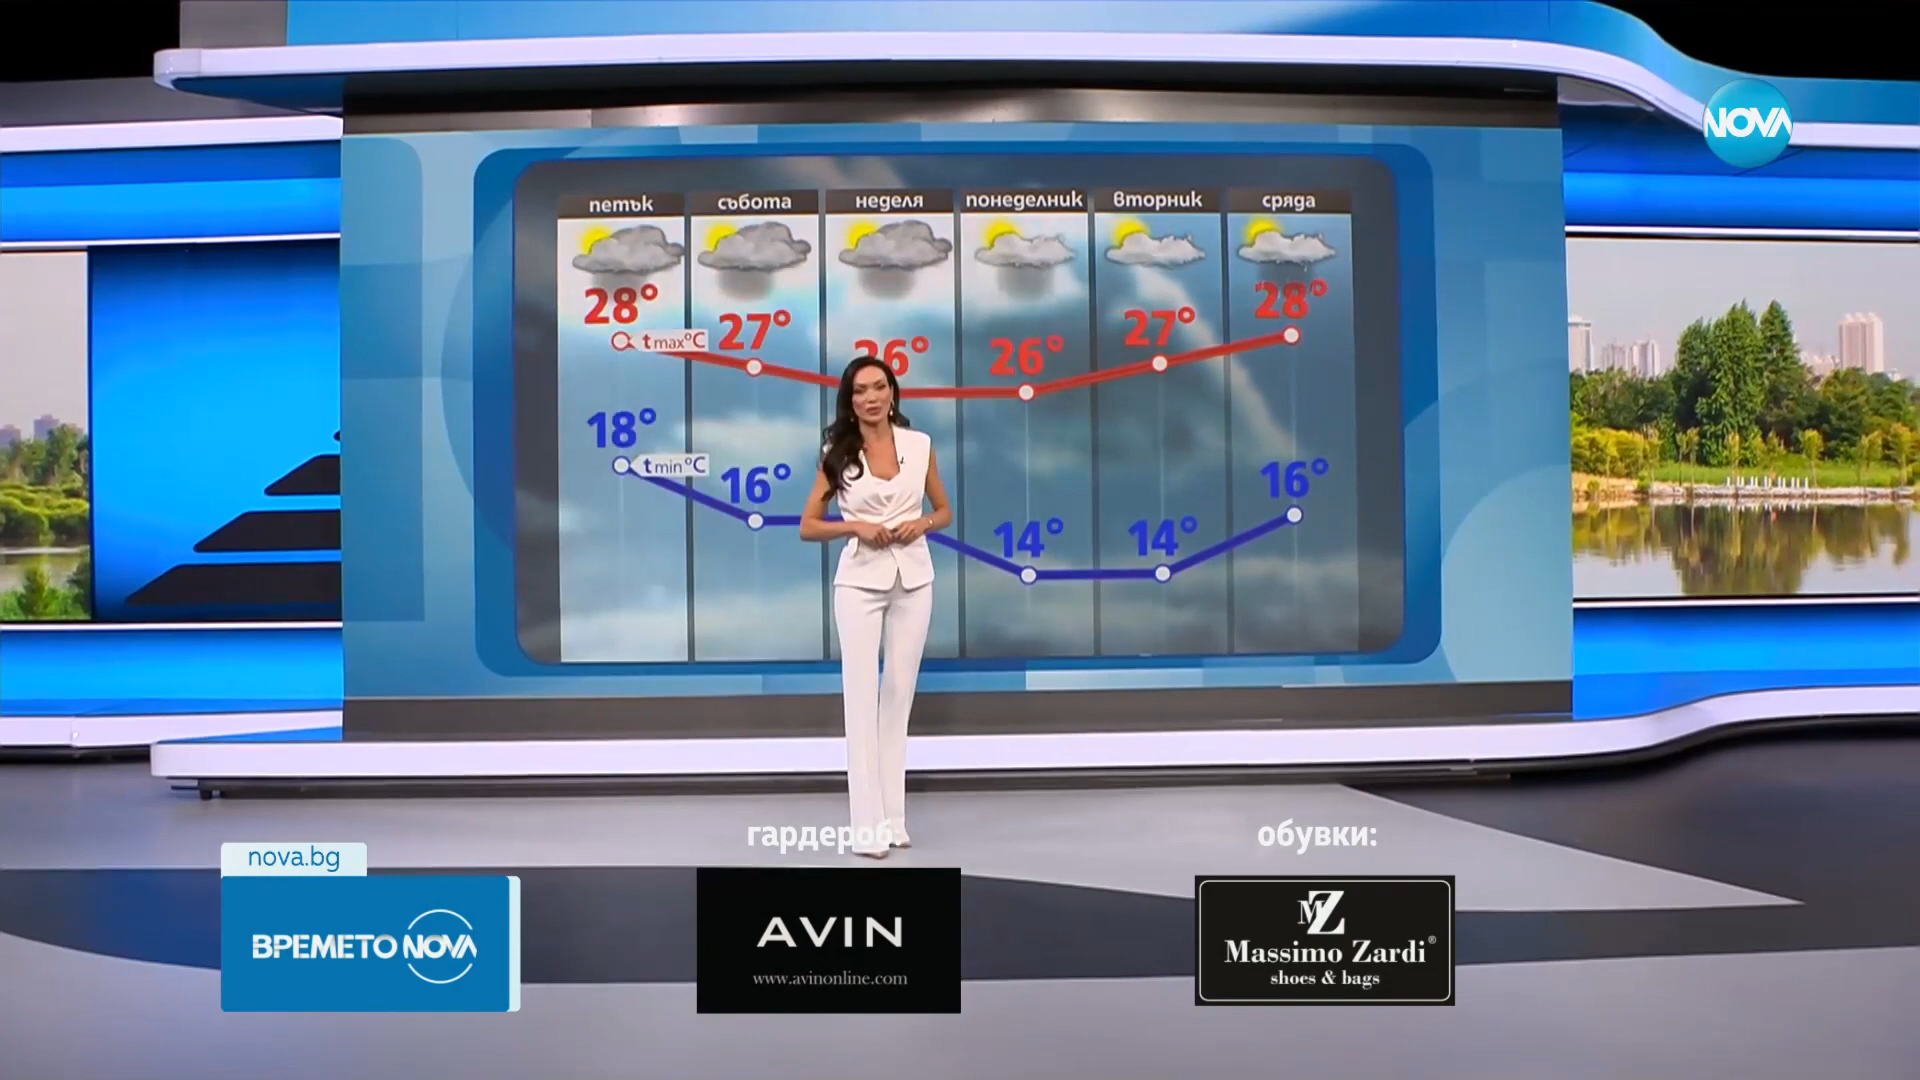 NOVA
петък събота неделя понеделник вторник сряда
28° 27° 26° 26° 27° 28°
tmax°C
18° 16° 14° 14° 16°
tmin°C
гардероб: обувки:
nova.bg
ВРЕМЕТО NOVA
AVIN
www.avinonline.com
MZ
Massimo Zardi®
shoes & bags